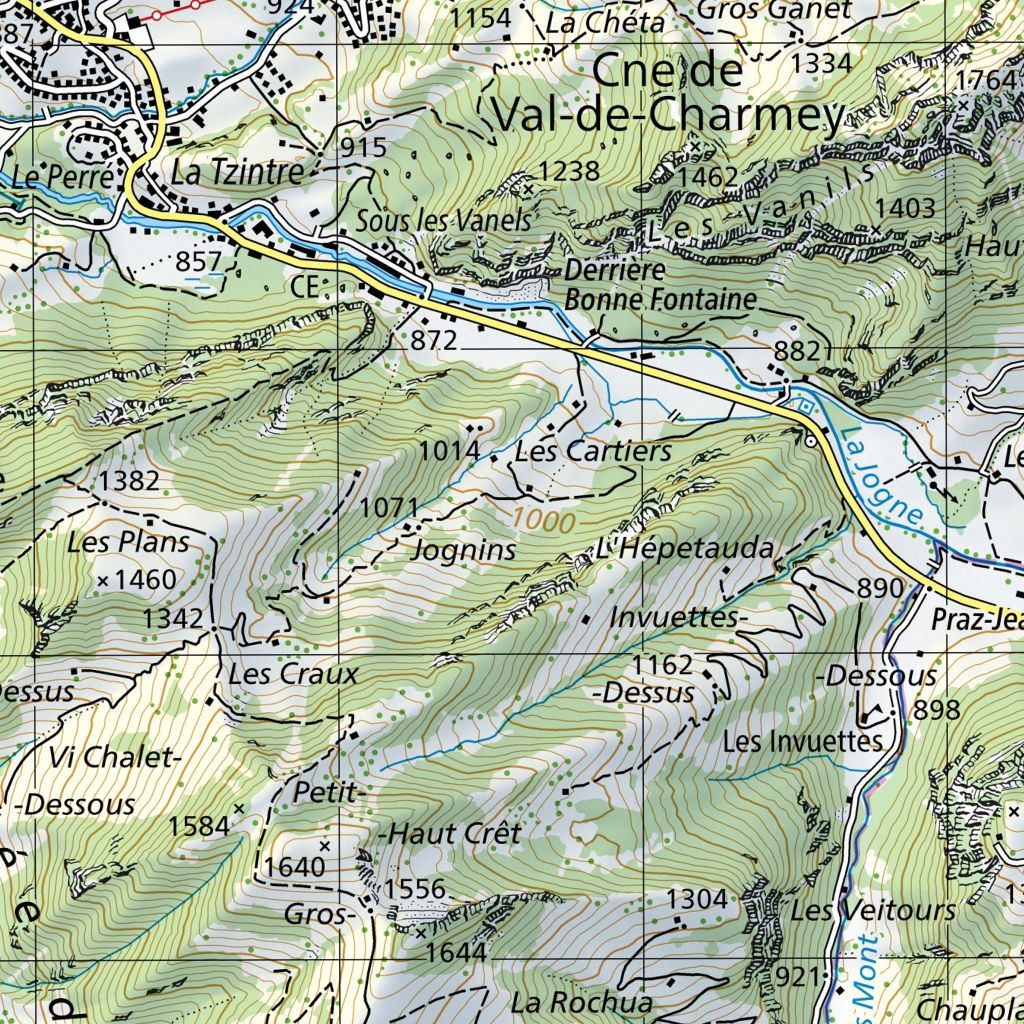 924
1154
La Chèta
Gros Ganet
887
1334
Cne de
Val-de-Charmey
1764
915
Le Perré
La Tzintre
1238
1462
Les Vanils
1403
Sous les Vanels
857
CE
Derrière
Bonne Fontaine
872
882
1014
Les Cartiers
La Jogne
1382
1071
1000
Jognins
Les Plans
1460
L'Hépetauda
1342
890
Invuettes-
Praz-Jea
Les Craux
1162
-Dessus
-Dessous
898
Dessus
Vi Chalet-
-Dessous
Les Invuettes
Petit-
-Haut Crêt
1584
1640
1556
Gros-
1304
Les Veitours
1644
921
La Rochua
s Mont
Chaupla